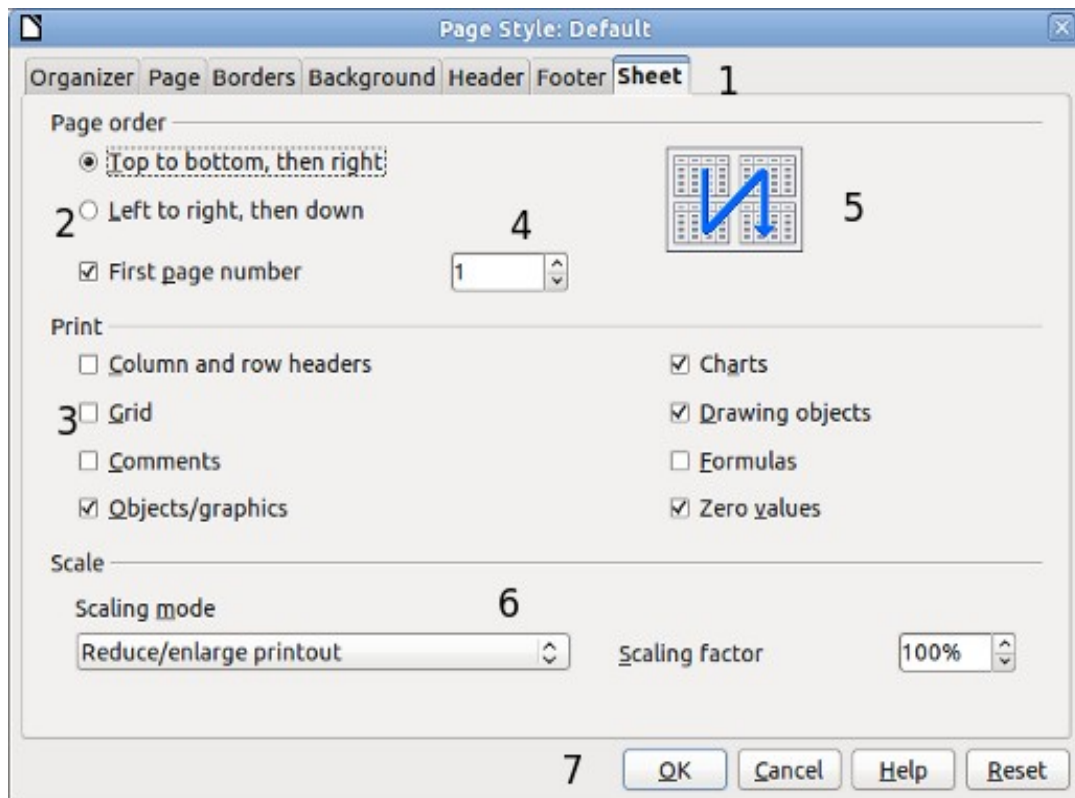 Page Style: Default
Organizer Page Borders Background Header Footer Sheet 1
Page order
Top to bottom, then right
2 Left to right, then down 4 5
First page number 1
Print
Column and row headers Charts
3 Grid Drawing objects
Comments Formulas
Objects/graphics Zero values
Scale
Scaling mode 6
Reduce/enlarge printout Scaling factor 100%
7 OK Cancel Help Reset